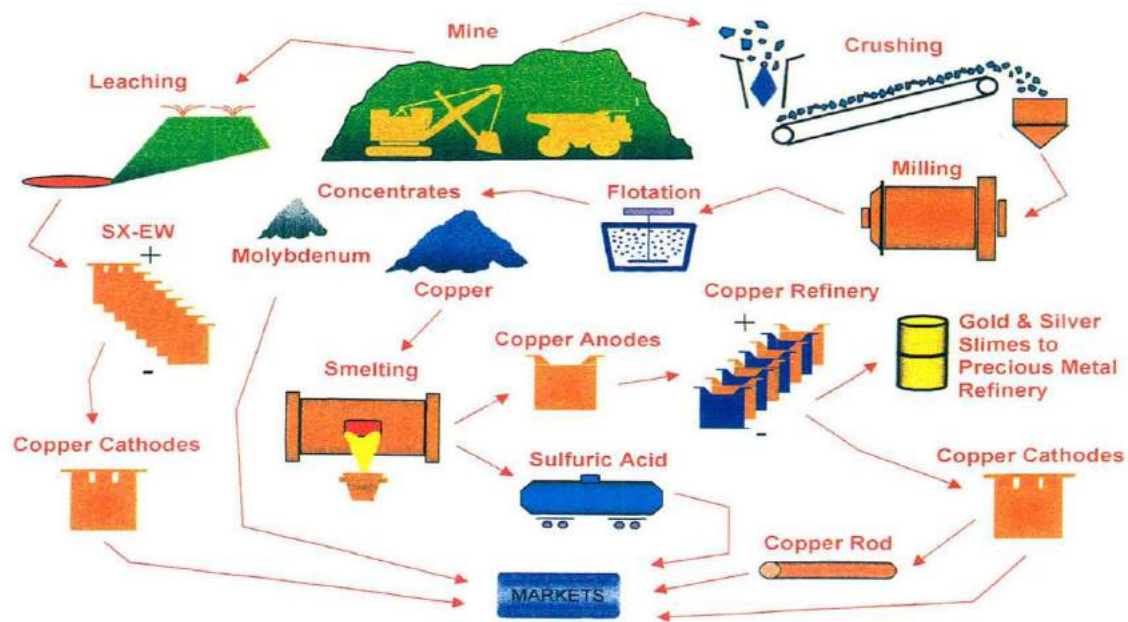 Mine
Crushing
Leaching
Milling
Concentrates
Flotation
SX-EW
+
Molybdenum
-
Copper
Copper Refinery
+
-
Gold & Silver
Slimes to
Precious Metal
Refinery
Copper Anodes
Smelting
Copper Cathodes
Sulfuric Acid
Copper Cathodes
Copper Rod
MARKETS